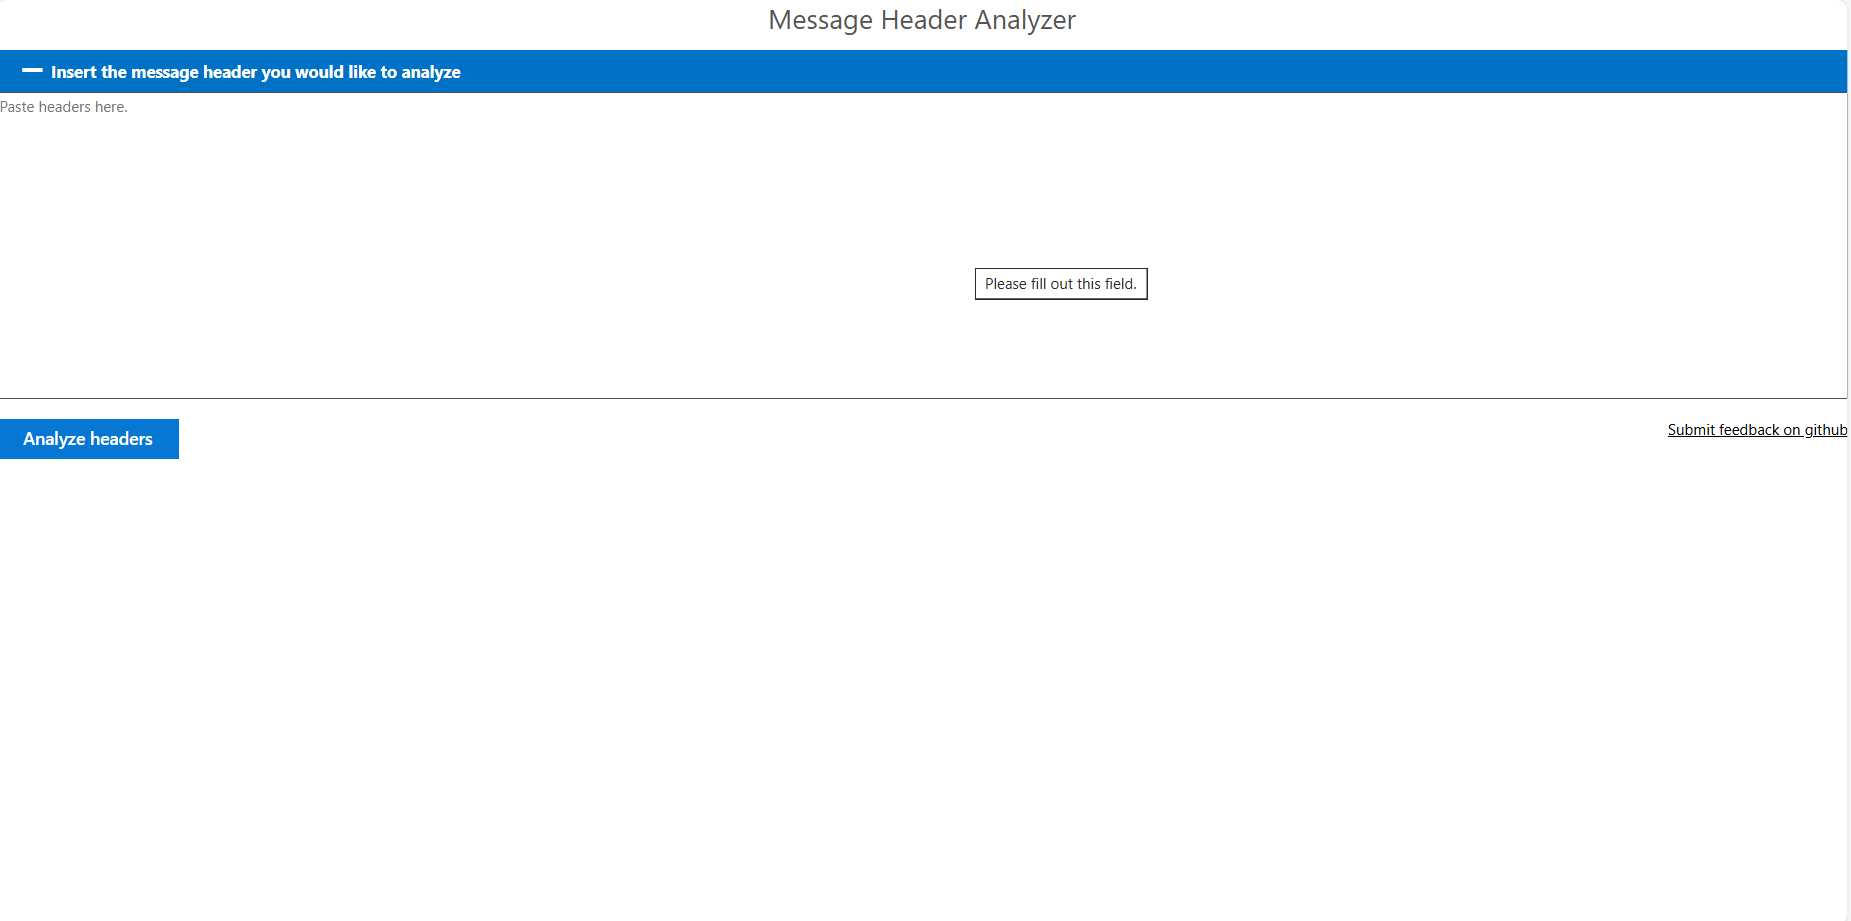 Message Header Analyzer
Insert the message header you would like to analyze
Paste headers here.
Please fill out this field.
Analyze headers
Submit feedback on github